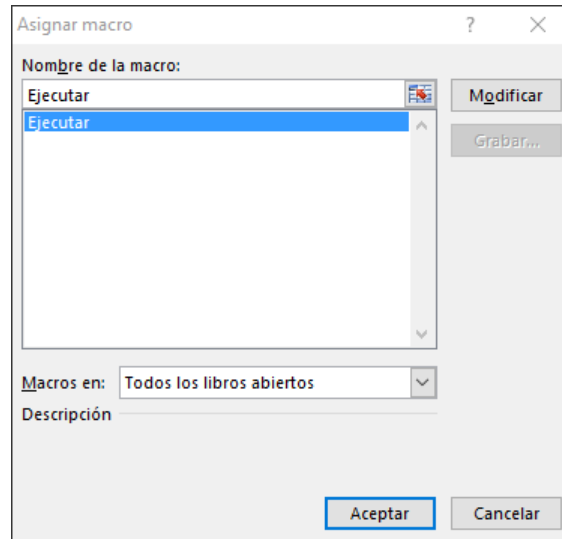 Asignar macro
Nombre de la macro:
Ejecutar
Modificar
Ejecutar
Grabar...
Macros en:
Todos los libros abiertos
Descripción
Aceptar
Cancelar